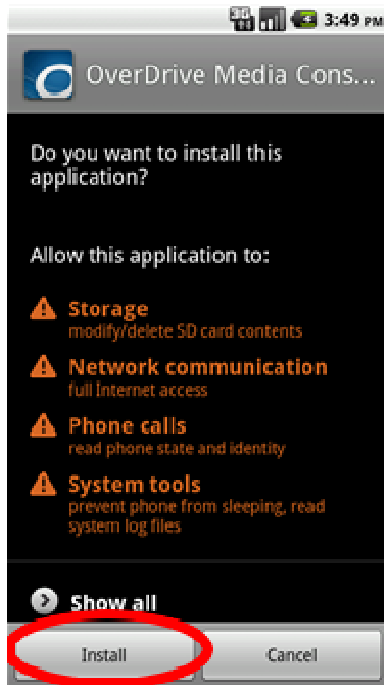 3G 3:49 PM
OverDrive Media Cons...
Do you want to install this
application?
Allow this application to:
Storage
modify/delete SD card contents
Network communication
full Internet access
Phone calls
read phone state and identity
System tools
prevent phone from sleeping, read
system log files
Show all
Install Cancel